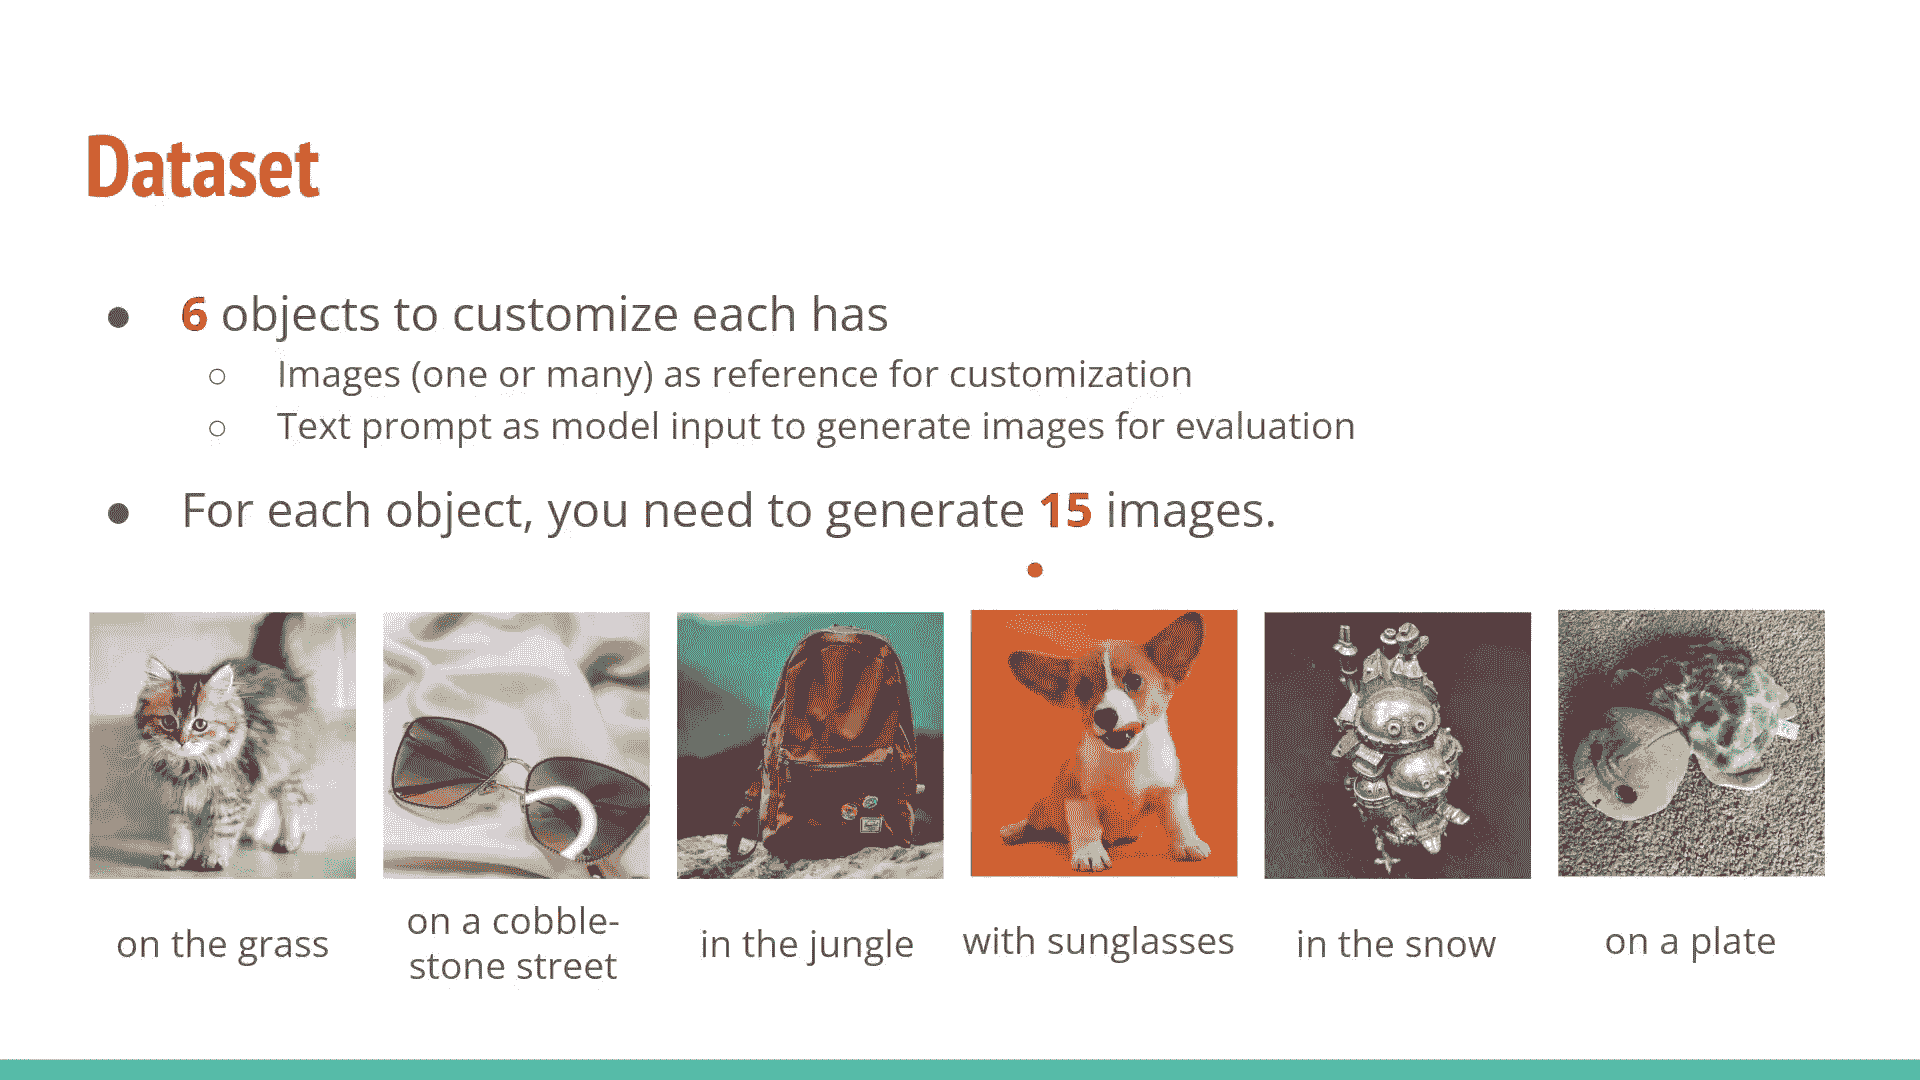 Dataset
● 6 objects to customize each has
○ Images (one or many) as reference for customization
○ Text prompt as model input to generate images for evaluation
● For each object, you need to generate 15 images.
on the grass
on a cobble-
stone street
in the jungle
with sunglasses
in the snow
on a plate